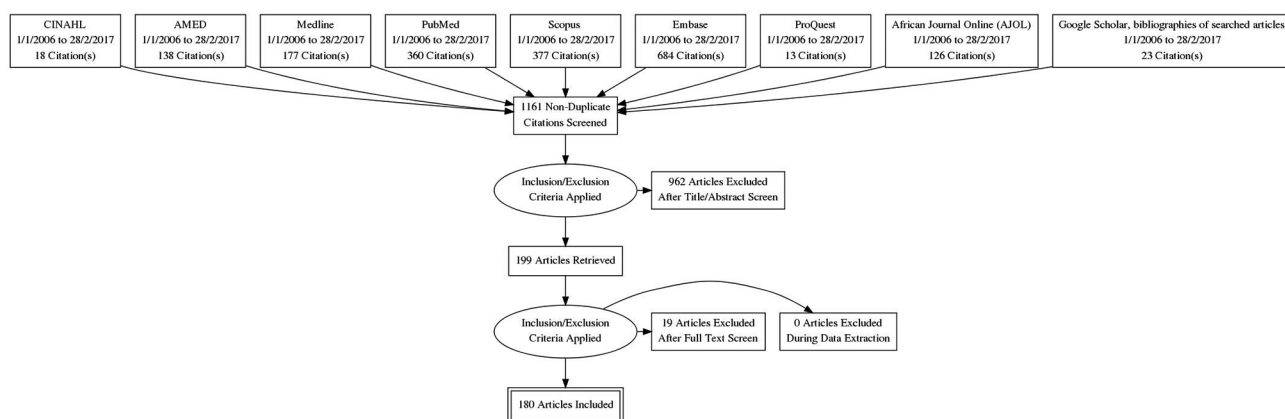 CINAHL
1/1/2006 to 28/2/2017
18 Citation(s)
AMED
1/1/2006 to 28/2/2017
138 Citation(s)
Medline
1/1/2006 to 28/2/2017
177 Citation(s)
PubMed
1/1/2006 to 28/2/2017
360 Citation(s)
Scopus
1/1/2006 to 28/2/2017
377 Citation(s)
Embase
1/1/2006 to 28/2/2017
684 Citation(s)
ProQuest
1/1/2006 to 28/2/2017
13 Citation(s)
African Journal Online (AJOL)
1/1/2006 to 28/2/2017
126 Citation(s)
Google Scholar, bibliographies of searched articles
1/1/2006 to 28/2/2017
23 Citation(s)
1161 Non-Duplicate
Citations Screened
Inclusion/Exclusion
Criteria Applied
962 Articles Excluded
After Title/Abstract Screen
199 Articles Retrieved
Inclusion/Exclusion
Criteria Applied
19 Articles Excluded
After Full Text Screen
0 Articles Excluded
During Data Extraction
180 Articles Included